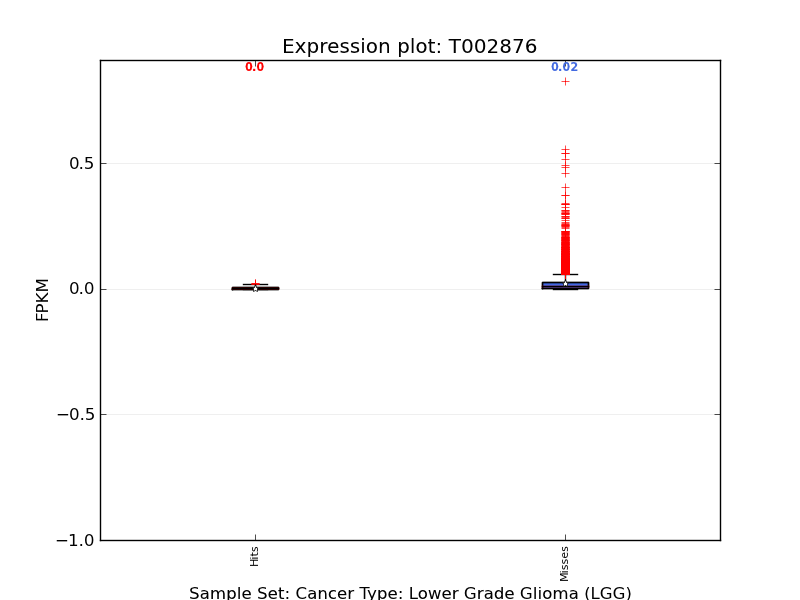 Expression plot: T002876
0.0 0.02
0.5
0.0
−0.5
−1.0
FPKM
Hits Misses
Sample Set: Cancer Type: Lower Grade Glioma (LGG)